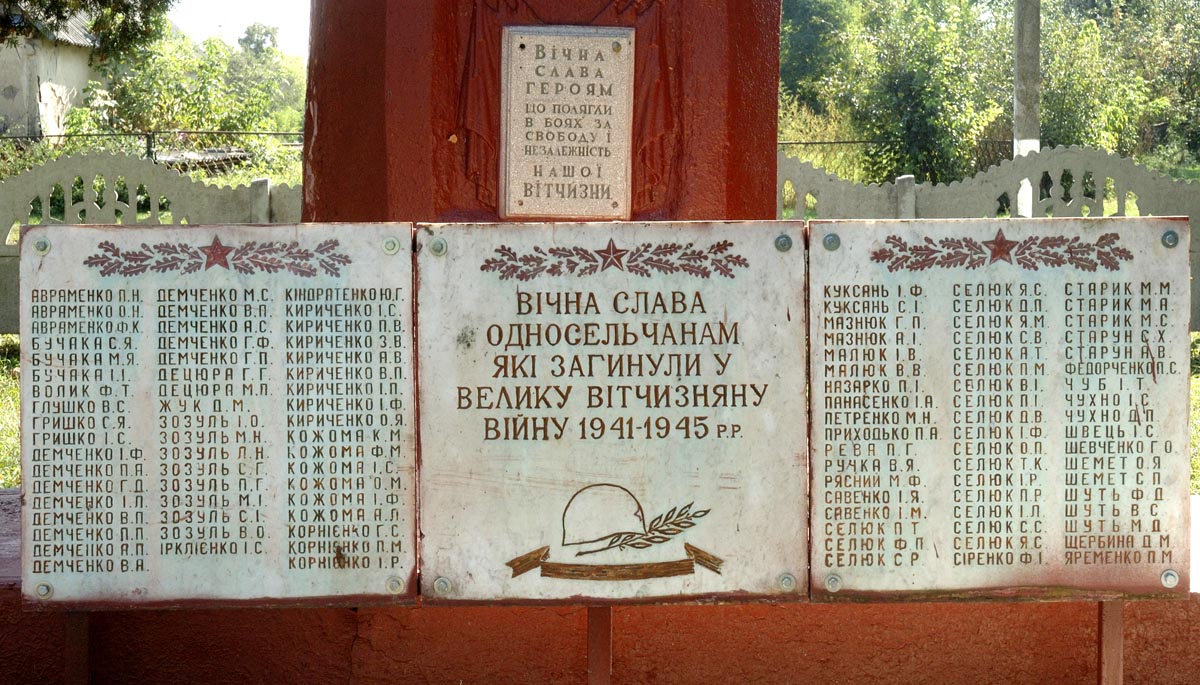 ВІЧНА
СЛАВА
ГЕРОЯМ
ЩО ПОЛЯГЛИ
В БОЯХ ЗА
СВОБОДУ І
НЕЗАЛЕЖНІСТЬ
НАШОЇ
ВІТЧИЗНИ
АВРАМЕНКО П.Н.
АВРАМЕНКО О.Н.
АВРАМЕНКО Ф.К.
БУЧАКА С.Я.
БУЧАКА М.Я.
БУЧАКА І.І.
ВОЛИК Ф.Т.
ГЛУШКО В.С.
ГРИШКО С.Я.
ГРИШКО І.С.
ДЕМЧЕНКО І.Ф.
ДЕМЧЕНКО П.А.
ДЕМЧЕНКО Г.Д.
ДЕМЧЕНКО І.Л.
ДЕМЧЕНКО В.П.
ДЕМЧЕНКО І.О.
ДЕМЧЕНКО А.П.
ДЕМЧЕНКО В.А.
ДЕМЧЕНКО М.С.
ДЕМЧЕНКО В.П.
ДЕМЧЕНКО А.С.
ДЕМЧЕНКО Г.Ф.
ДЕМЧЕНКО Г.П.
ДЕЦЮРА Г.Г.
ДЕЦЮРА М.П.
ЖУК Д.М.
ЗОЗУЛЬ І.О.
ЗОЗУЛЬ М.Н.
ЗОЗУЛЬ Л.Н.
ЗОЗУЛЬ С.Г.
ЗОЗУЛЬ П.Г.
ЗОЗУЛЬ М.І.
ЗОЗУЛЬ С.І.
ЗОЗУЛЬ В.О.
ІРКЛІЄНКО І.С.
КІНДРАТЕНКО Ю.Г.
КИРИЧЕНКО І.С.
КИРИЧЕНКО П.В.
КИРИЧЕНКО З.В.
КИРИЧЕНКО А.В.
КИРИЧЕНКО В.П.
КИРИЧЕНКО І.П.
КИРИЧЕНКО І.Ф.
КИРИЧЕНКО О.Я.
КОЖОМА К.М.
КОЖОМА Ф.М.
КОЖОМА І.С.
КОЖОМА О.М.
КОЖОМА І.Ф.
КОЖОМА А.Л.
КОРНІЄНКО Г.С.
КОРНІЄНКО П.М.
КОРНІЄНКО І.Р.
ВІЧНА СЛАВА
ОДНОСЕЛЬЧАНАМ
ЯКІ ЗАГИНУЛИ У
ВЕЛИКУ ВІТЧИЗНЯНУ
ВІЙНУ 1941-1945 Р.Р.
КУКСАНЬ І.Ф.
КУКСАНЬ С.І.
МАЗНЮК Г.П.
МАЗНЮК А.І.
МАЛЮК І.В.
МАЛЮК В.В.
НАЗАРКО П.І.
ПАНАСЕНКО І.А.
ПЕТРЕНКО М.Н.
ПРИХОДЬКО П.А.
РЕВА П.Г.
РУЧКА В.Я.
РЯСНИЙ М.Ф.
САВЕНКО І.Я.
САВЕНКО І.М.
СЕЛЮК П.Т.
СЕЛЮК Ф.П.
СЕЛЮК С.Р.
СЕЛЮК Я.С.
СЕЛЮК Д.П.
СЕЛЮК Я.М.
СЕЛЮК С.В.
СЕЛЮК А.Т.
СЕЛЮК В.І.
СЕЛЮК П.І.
СЕЛЮК Д.В.
СЕЛЮК І.Ф.
СЕЛЮК О.П.
СЕЛЮК Т.К.
СЕЛЮК І.Р.
СЕЛЮК П.Р.
СЕЛЮК І.Л.
СЕЛЮК С.С.
СЕЛЮК Я.С.
СІРЕНКО Ф.І.
СТАРИК М.М.
СТАРИК М.А.
СТАРИК М.С.
СТАРУН С.Х.
СТАРУН А.В.
ФЕДОРЧЕНКО П.С.
ЧУБ І.Т.
ЧУХНО І.С.
ЧУХНО Д.П.
ШВЕЦЬ І.С.
ШЕВЧЕНКО Г.О.
ШЕМЕТ О.Я.
ШЕМЕТ С.П.
ШУТЬ Ф.Д.
ШУТЬ В.С.
ШУТЬ М.Д.
ЩЕРБИНА Д.М.
ЯРЕМЕНКО П.М.